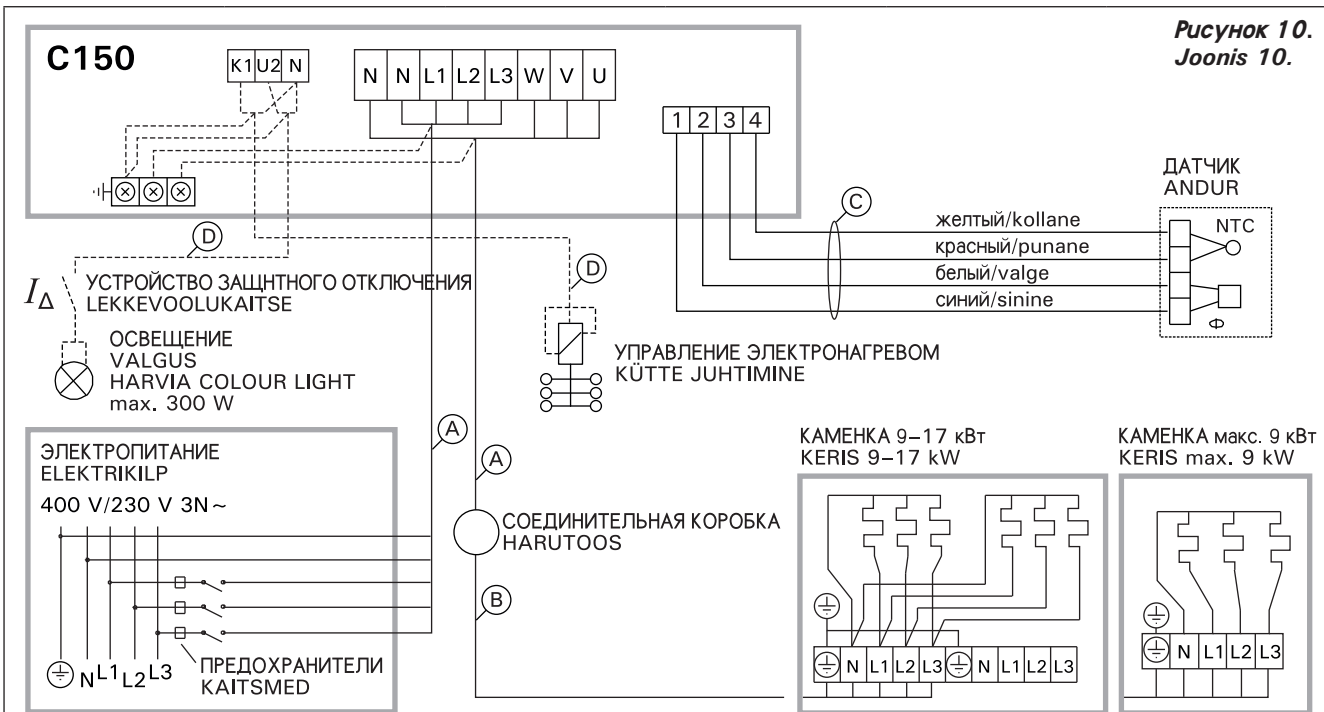 Рисунок 10.
Joonis 10.
C150
K1 U2 N
N N L1 L2 L3 W V U
1 2 3 4
ДАТЧИК
ANDUR
NTC
C
желтый/kollane
красный/punane
белый/valge
синий/sinine
Φ
D
I∆
УСТРОЙСТВО ЗАЩНТНОГО ОТКЛЮЧЕНИЯ
LEKKEVOOLUKAITSE
ОСВЕЩЕНИЕ
VALGUS
HARVIA COLOUR LIGHT
max. 300 W
D
УПРАВЛЕНИЕ ЭЛЕКТРОНАГРЕВОМ
KÜTTE JUHTIMINE
ЭЛЕКТРОПИТАНИЕ
ELEKTRIKILP
400 V/230 V 3N~
N L1 L2 L3
ПРЕДОХРАНИТЕЛИ
KAITSMED
A
A
СОЕДИНИТЕЛЬНАЯ КОРОБКА
HARUTOOS
B
КАМЕНКА 9–17 кВт
KERIS 9–17 kW
N L1 L2 L3 N L1 L2 L3
КАМЕНКА макс. 9 кВт
KERIS max. 9 kW
N L1 L2 L3